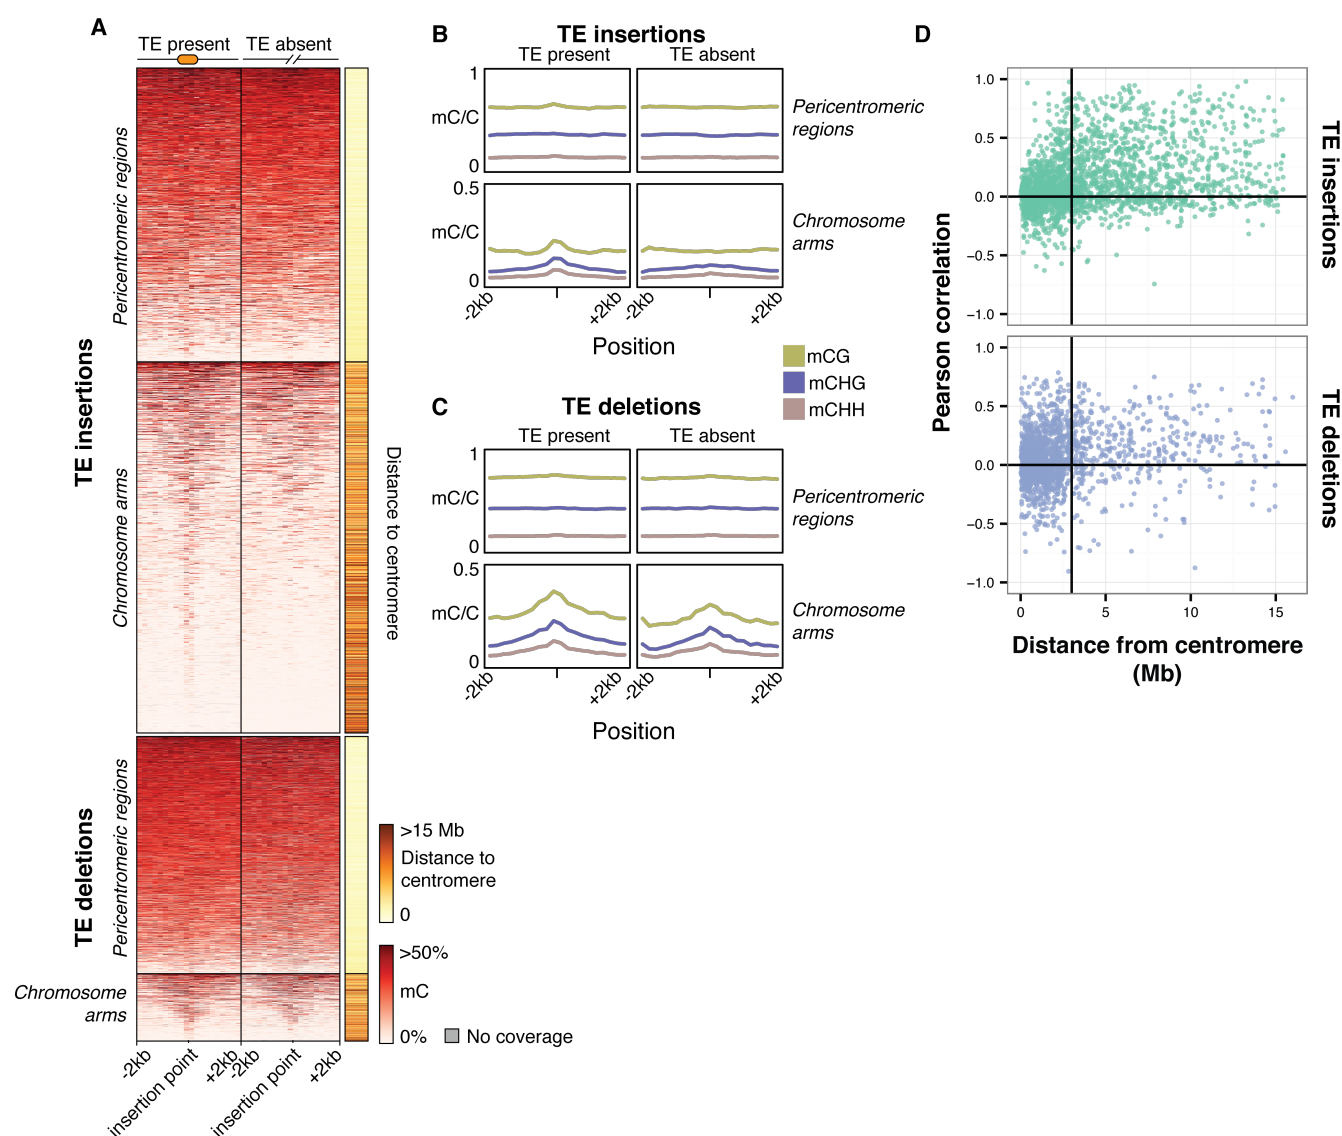 A
TE present
TE absent
TE insertions
Pericentromeric regions
Chromosome arms
TE deletions
Pericentromeric regions
Chromosome
arms
Distance to centromere
-2kb
insertion point
+2kb
-2kb
insertion point
+2kb
>15 Mb
Distance to
centromere
0
>50%
mC
0%
No coverage
B
TE insertions
TE present
TE absent
1
mC/C
0
Pericentromeric
regions
0.5
mC/C
0
Chromosome
arms
-2kb
+2kb
-2kb
+2kb
Position
mCG
mCHG
mCHH
C
TE deletions
TE present
TE absent
1
mC/C
0
Pericentromeric
regions
0.5
mC/C
0
Chromosome
arms
-2kb
+2kb
-2kb
+2kb
Position
D
Pearson correlation
1.0
0.5
0.0
−0.5
−1.0
TE insertions
1.0
0.5
0.0
−0.5
−1.0
TE deletions
0
5
10
15
Distance from centromere
(Mb)